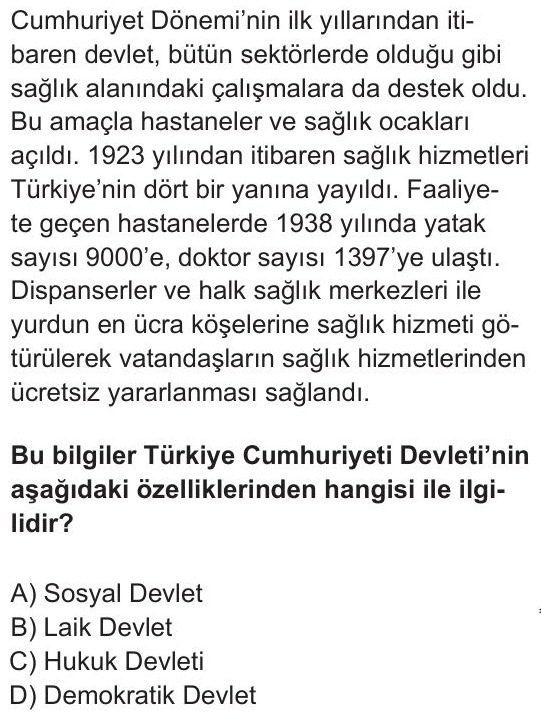 Cumhuriyet Dönemi’nin ilk yıllarından iti-
baren devlet, bütün sektörlerde olduğu gibi
sağlık alanındaki çalışmalara da destek oldu.
Bu amaçla hastaneler ve sağlık ocakları
açıldı. 1923 yılından itibaren sağlık hizmetleri
Türkiye’nin dört bir yanına yayıldı. Faaliye-
te geçen hastanelerde 1938 yılında yatak
sayısı 9000’e, doktor sayısı 1397’ye ulaştı.
Dispanserler ve halk sağlık merkezleri ile
yurdun en ücra köşelerine sağlık hizmeti gö-
türülerek vatandaşların sağlık hizmetlerinden
ücretsiz yararlanması sağlandı.
Bu bilgiler Türkiye Cumhuriyeti Devleti’nin
aşağıdaki özelliklerinden hangisi ile ilgi-
lidir?
A) Sosyal Devlet
B) Laik Devlet
C) Hukuk Devleti
D) Demokratik Devlet